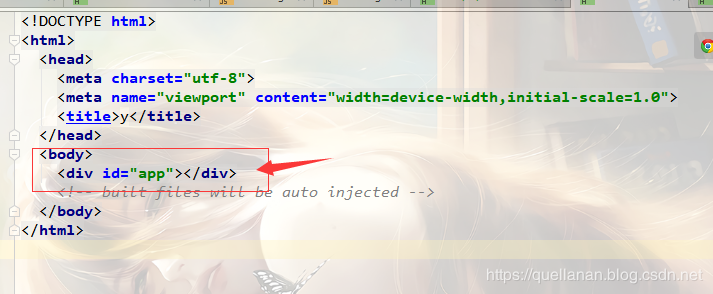 <!DOCTYPE html>
<html>
<head>
<meta charset="utf-8">
<meta name="viewport" content="width=device-width,initial-scale=1.0">
<title>y</title>
</head>
<body>
<div id="app"></div>
<!-- built files will be auto injected -->
</body>
</html>
https://quellanan.blog.csdn.net